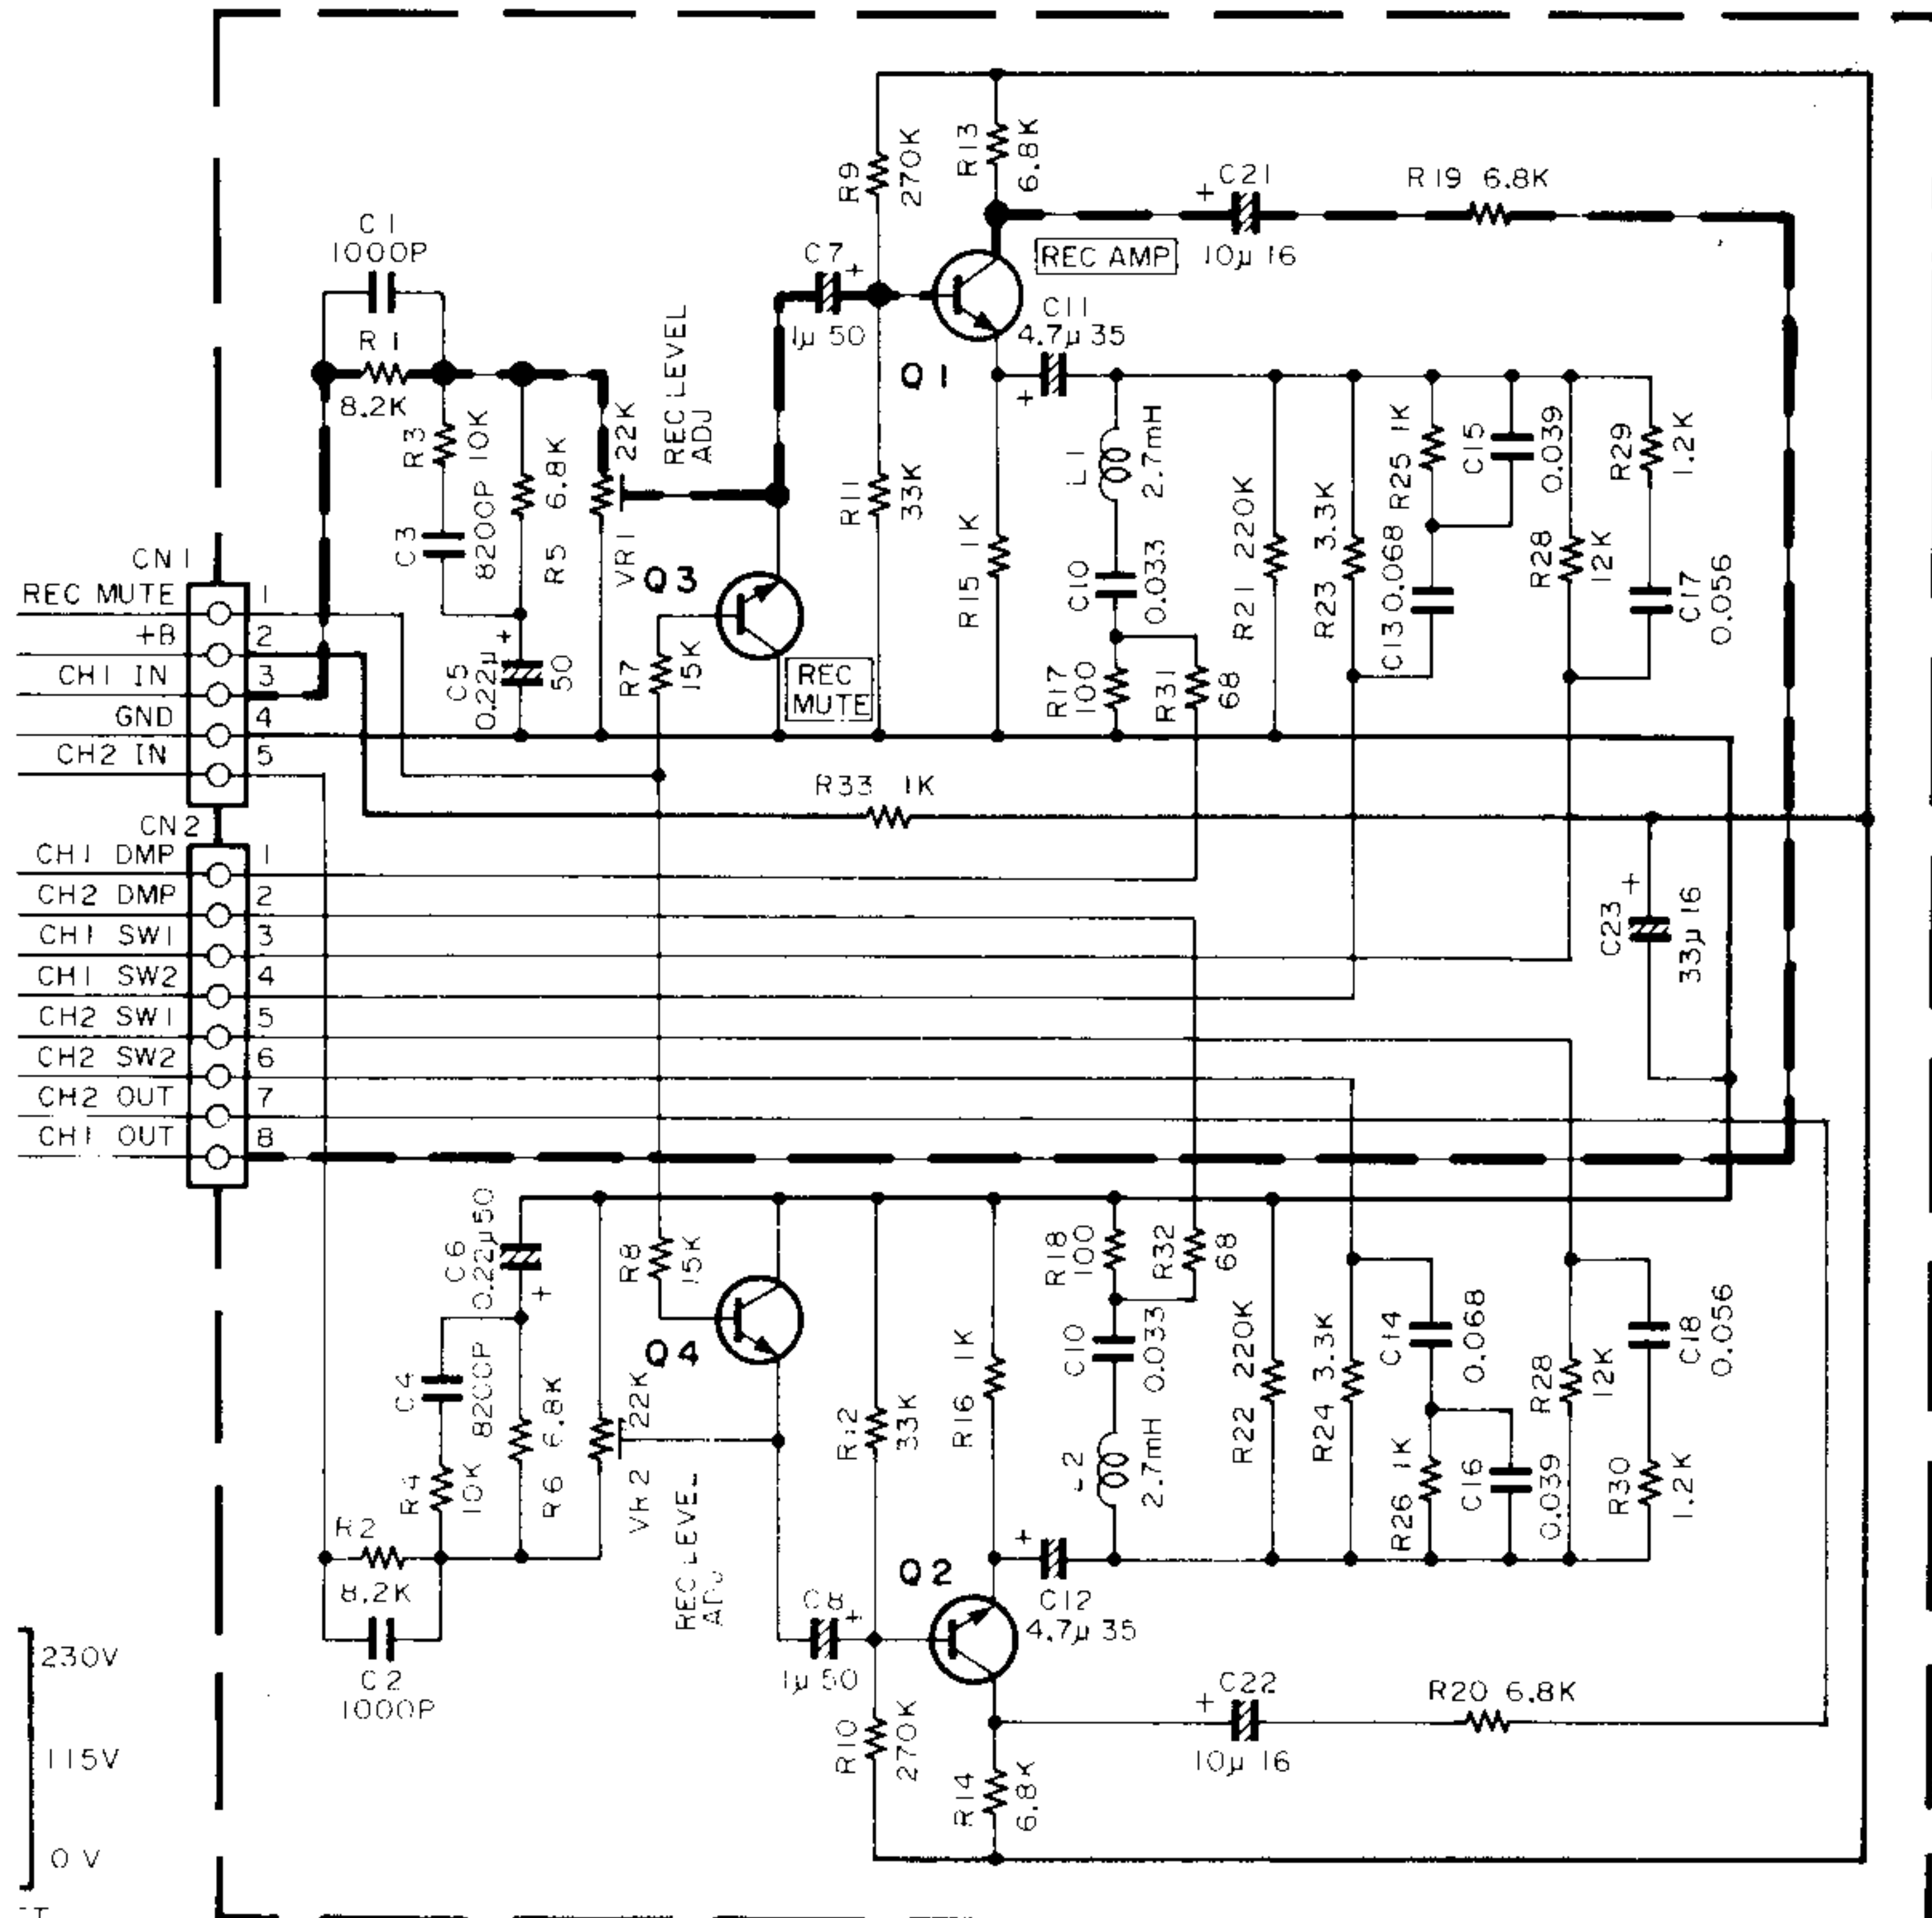 R9
270K
R13
6.8K
C21
+
10µ 16
R19 6.8K
C1
1000P
R1
8.2K
R3
10K
C3
8200P
R5
6.8K
VR1
22K
REC LEVEL
ADJ
C7
+
1µ 50
REC AMP
Q1
C11
4.7µ 35
+
R11
33K
R15 1K
L1
2.7mH
C10
0.033
R17
100
R31
68
R21 220K
R23 3.3K
C13 0.068
R25 1K
C15
0.039
R28
12K
R29
1.2K
C17
0.056
Q3
R7
15K
REC
MUTE
C5
0.22µ
50
+
CN1
REC MUTE 1
+B 2
CH1 IN 3
GND 4
CH2 IN 5
R33 1K
CN2
CH1 DMP 1
CH2 DMP 2
CH1 SW1 3
CH1 SW2 4
CH2 SW1 5
CH2 SW2 6
CH2 OUT 7
CH1 OUT 8
C23
+
33µ 16
C6
0.22µ50
+
R8
15K
Q4
C4
8200P
R4
10K
R6 6.8K
22K
VR2
REC LEVEL
R2
8.2K
C2
1000P
R12
33K
R16 1K
R18
100
R32
68
C10
0.033
2.7mH
R22 220K
R24 3.3K
C14
0.068
R26 1K
C16
0.039
R28
12K
C18
0.056
R30
1.2K
Q2
+
C12
4.7µ 35
C8
+
1µ 50
R10
270K
R14
6.8K
+
C22
10µ 16
R20 6.8K
230V
115V
0V